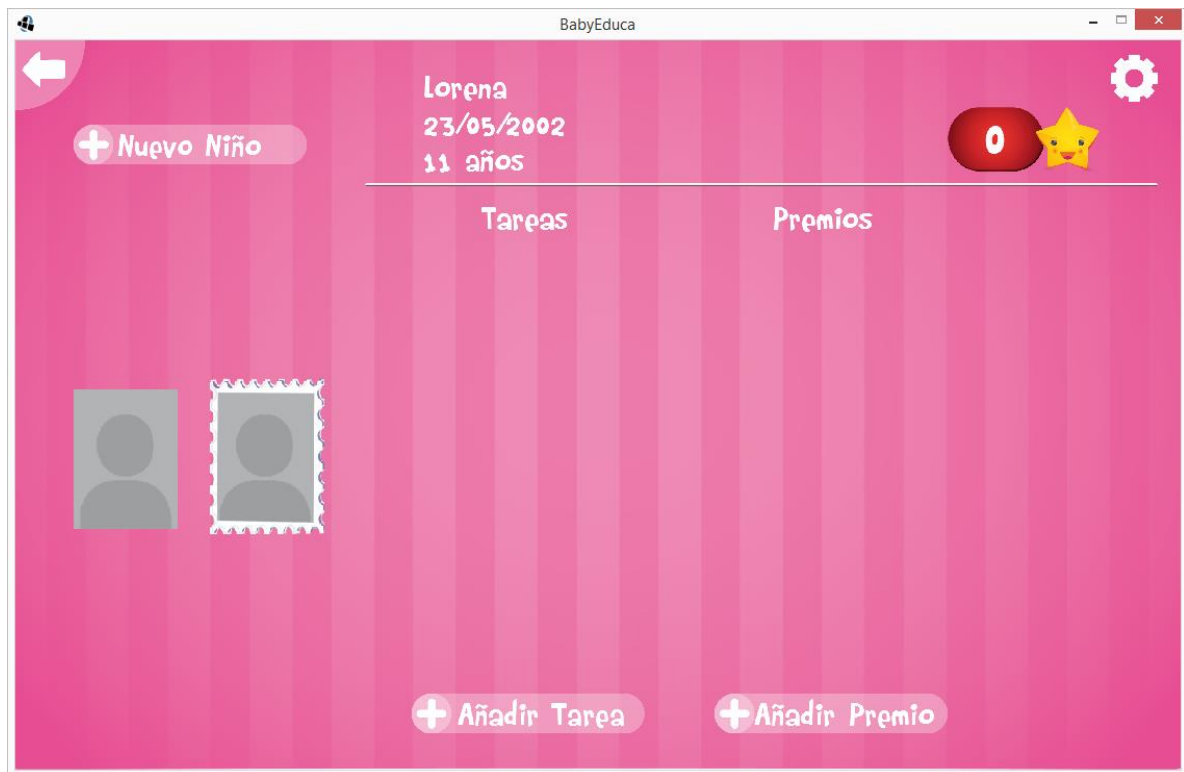 BabyEduca
Nuevo Niño
Lorena
23/05/2002
11 años
0
Tareas
Premios
Añadir Tarea
Añadir Premio